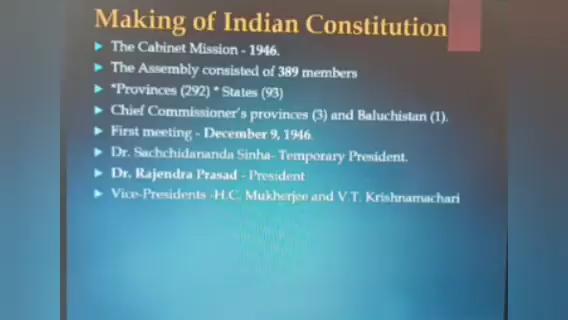 Making of Indian Constitution
The Cabinet Mission - 1946.
The Assembly consisted of 389 members
*Provinces (292) * States (93)
Chief Commissioner's provinces (3) and Baluchistan (1).
First meeting - December 9, 1946.
Dr. Sachchidananda Sinha- Temporary President.
Dr. Rajendra Prasad - President
Vice-Presidents -H.C. Mukherjee and V.T. Krishnamachari